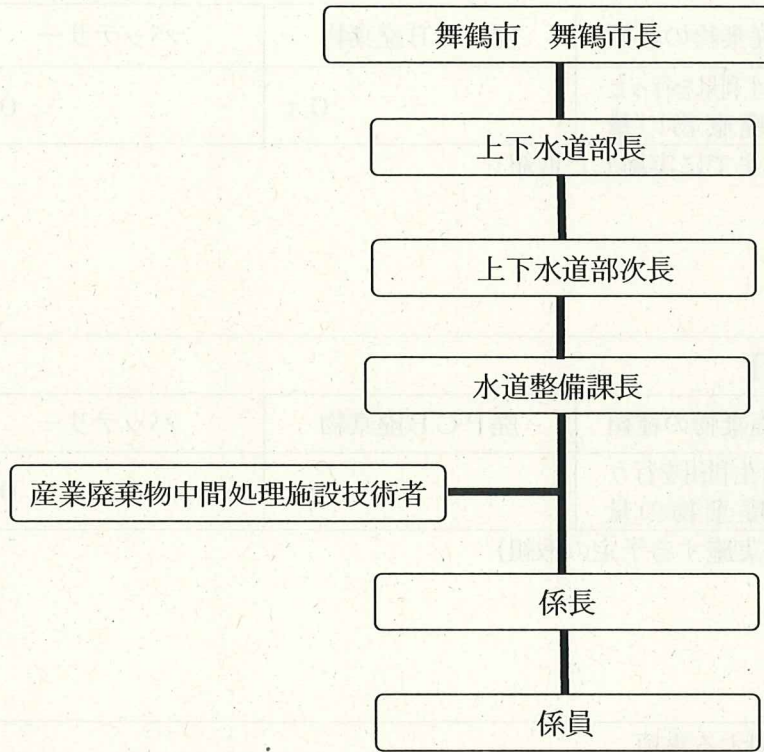 舞鶴市　舞鶴市長
上下水道部長
上下水道部次長
水道整備課長
産業廃棄物中間処理施設技術者
係長
係員